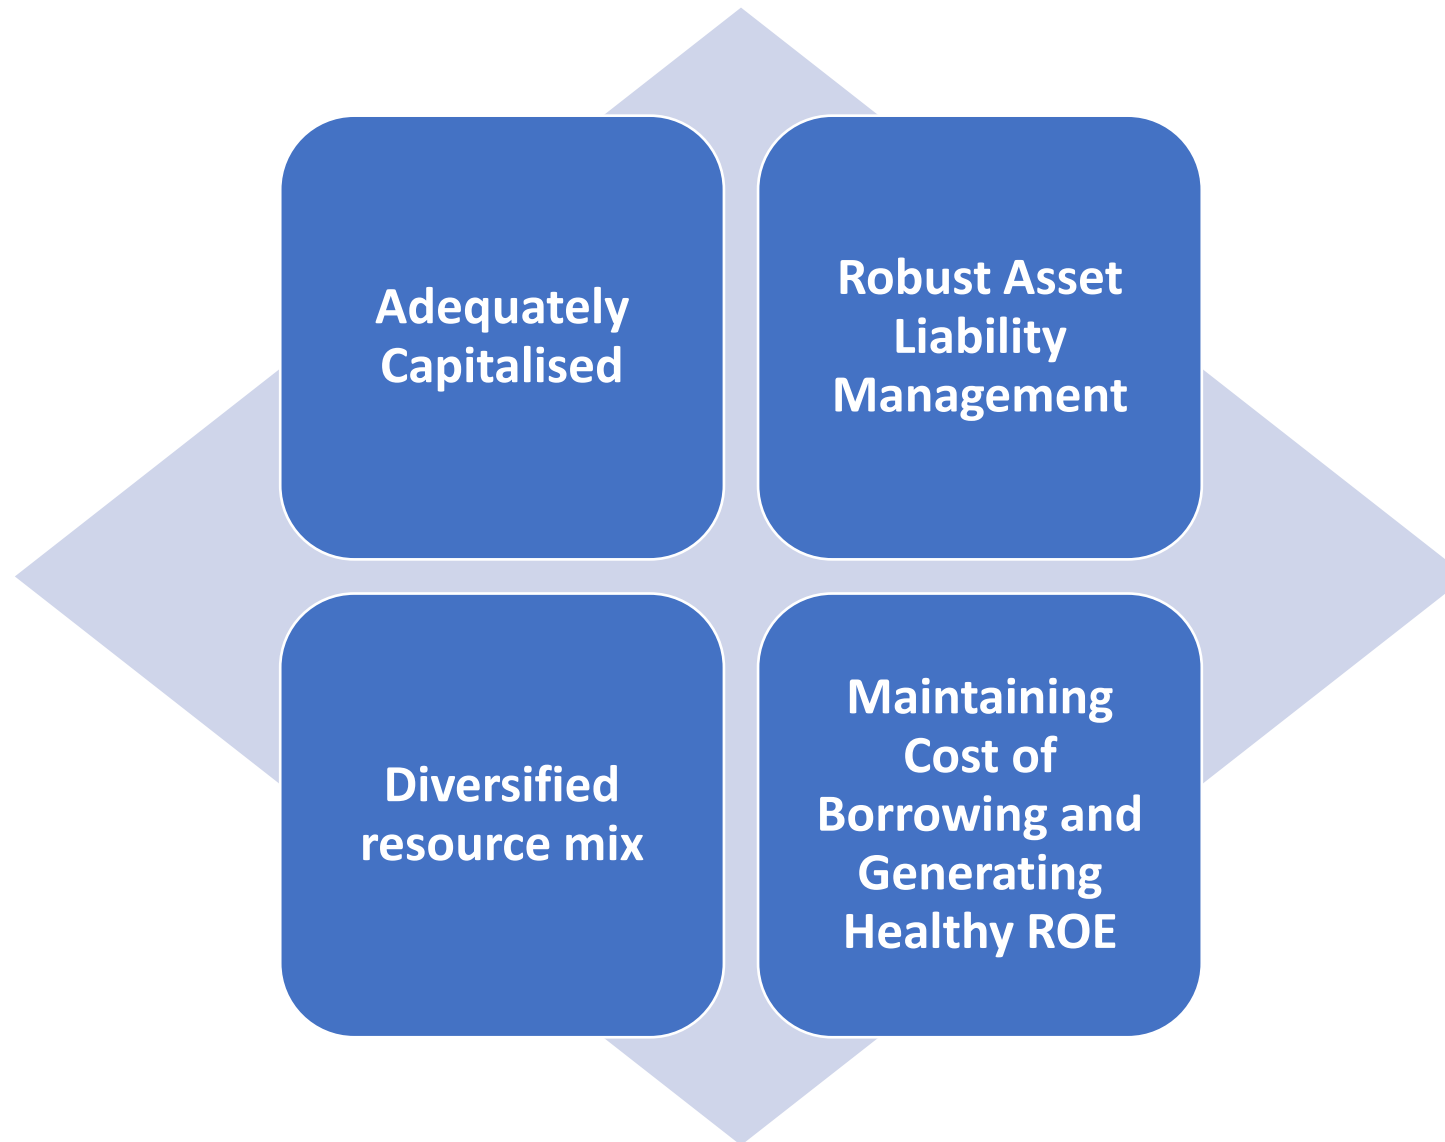 Adequately
Capitalised
Robust Asset
Liability
Management
Diversified
resource mix
Maintaining
Cost of
Borrowing and
Generating
Healthy ROE